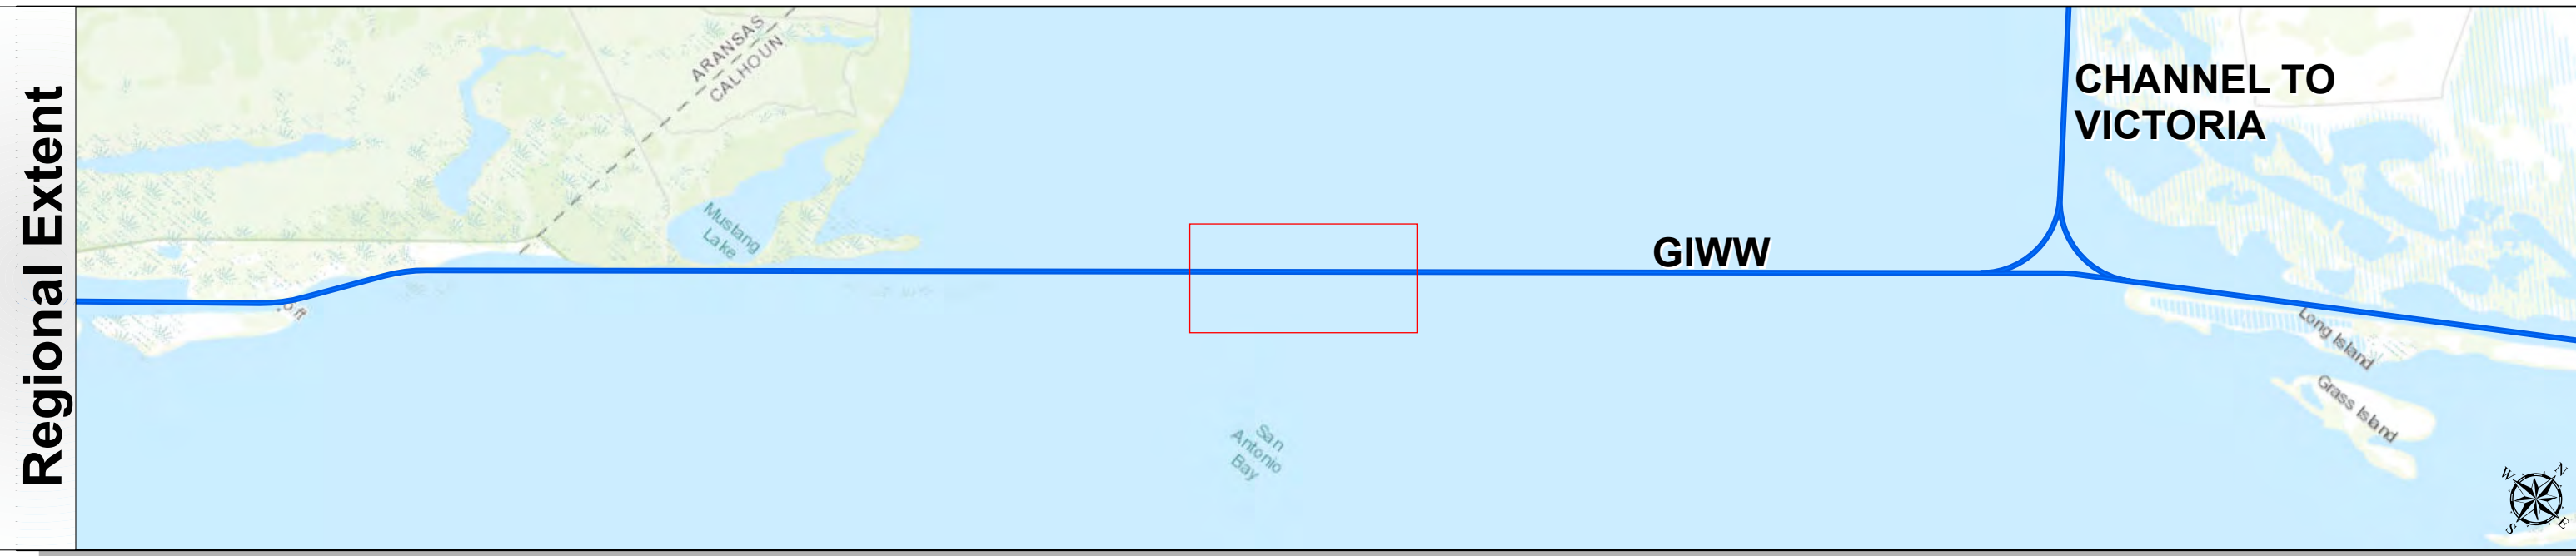 Regional Extent
ARANSAS
CALHOUN
CHANNEL TO
VICTORIA
Mustang
Lake
GIWW
Long Island
Grass Island
San
Antonio
Bay
N
W
S
E